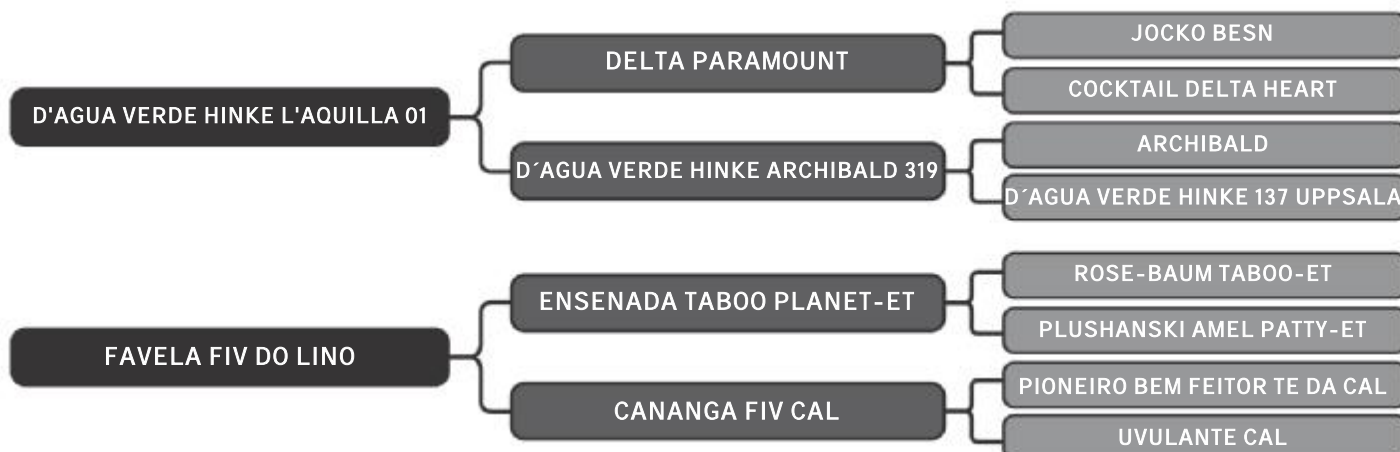 JOCKO BESN
DELTA PARAMOUNT
COCKTAIL DELTA HEART
D'AGUA VERDE HINKE L'AQUILLA 01
ARCHIBALD
D´AGUA VERDE HINKE ARCHIBALD 319
D´AGUA VERDE HINKE 137 UPPSALA
ROSE-BAUM TABOO-ET
ENSENADA TABOO PLANET-ET
PLUSHANSKI AMEL PATTY-ET
FAVELA FIV DO LINO
PIONEIRO BEM FEITOR TE DA CAL
CANANGA FIV CAL
UVULANTE CAL